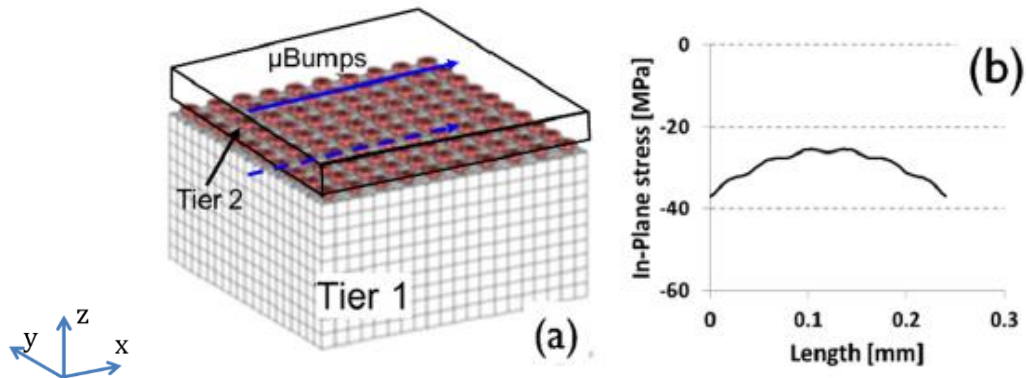 µBumps
Tier 2
Tier 1
(a)
z
y
x
(b)
In-Plane stress [MPa]
0
-20
-40
-60
0
0.1
0.2
0.3
Length [mm]